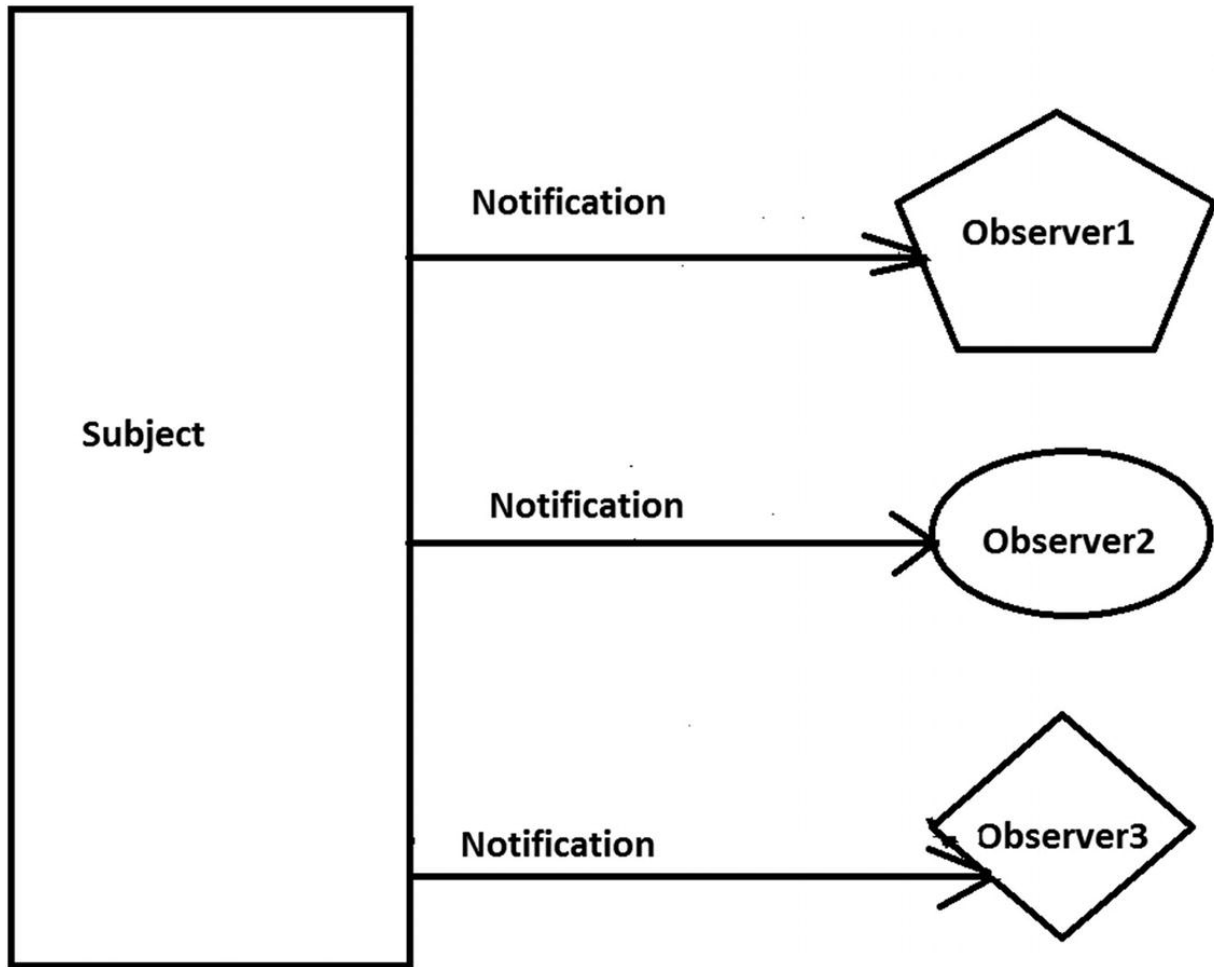 Notification
Observer1
Subject
Notification
Observer2
Notification
Observer3